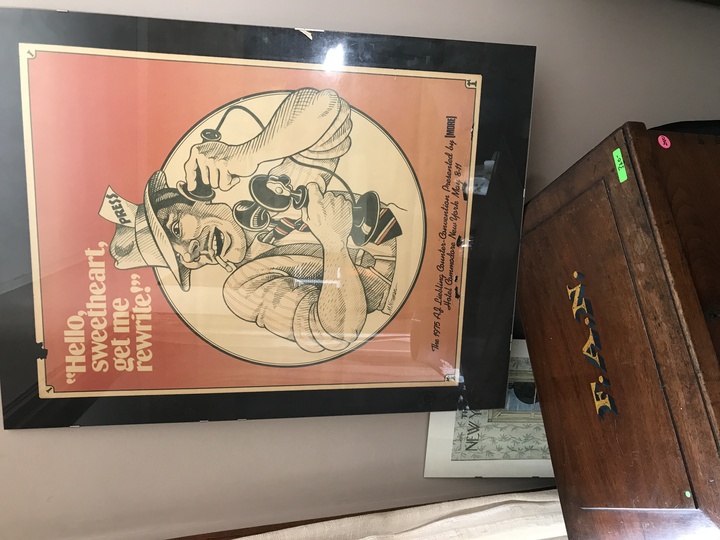 "Hello,
sweetheart,
get me
rewrite!"
PRESS
The 1975 A.J. Liebling Counter-Convention Presented by [MORE]
Hotel Commodore New York May 8-11
F.A.N.
NEW